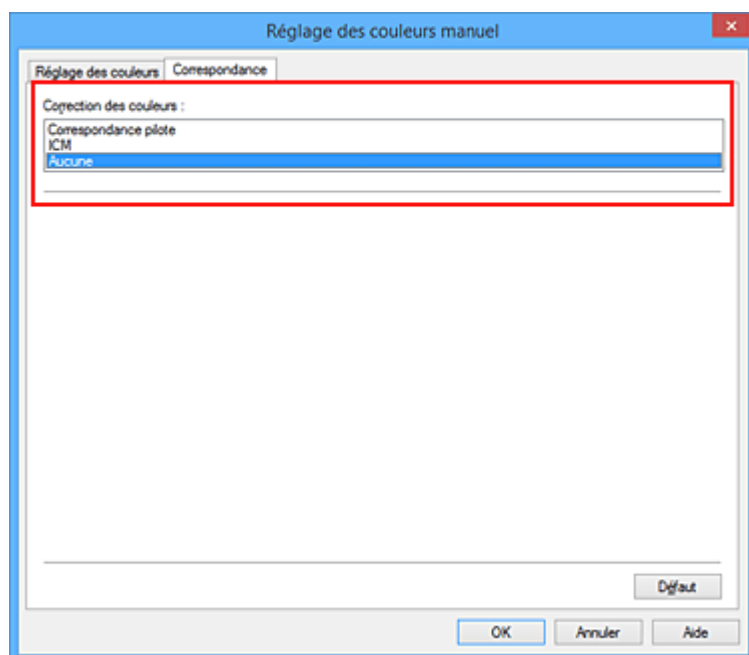 Réglage des couleurs manuel
Réglage des couleurs Correspondance
Correction des couleurs :
Correspondance pilote
ICM
Aucune
Défaut
OK Annuler Aide